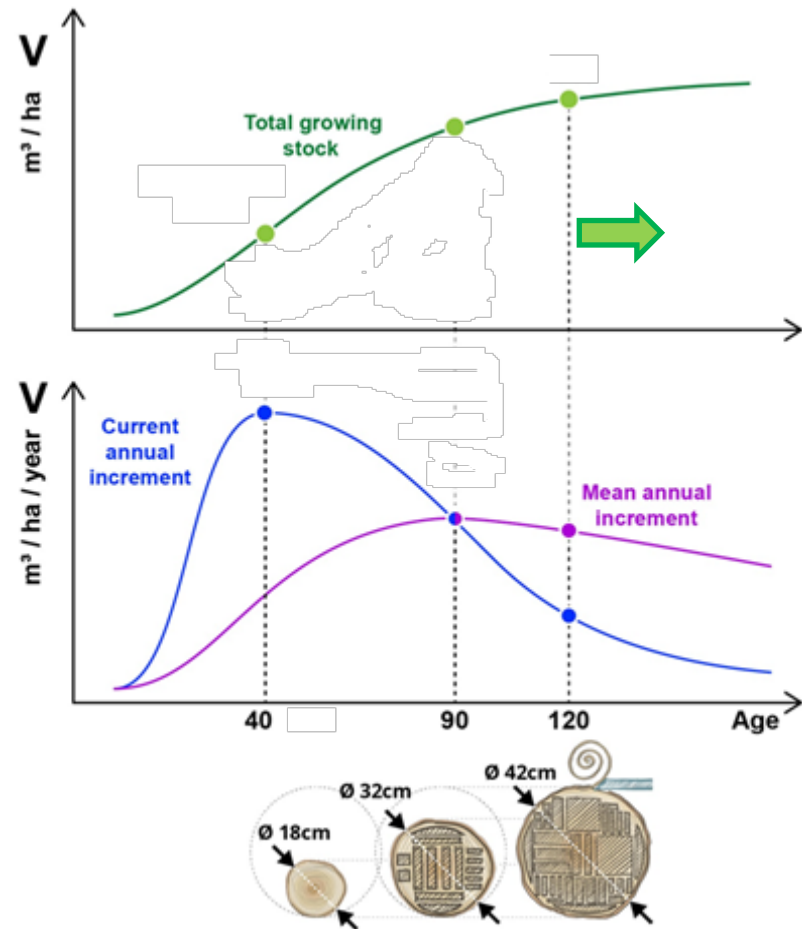 V
m³ / ha
Total growing
stock
V
m³ / ha / year
Current
annual
increment
Mean annual
increment
40
90
120
Age
Ø 18cm
Ø 32cm
Ø 42cm